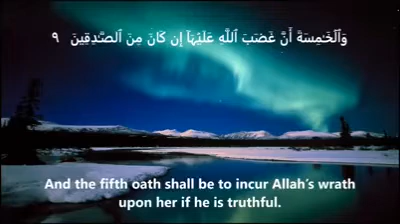 وَٱلْخَـٰمِسَةَ أَنَّ غَضَبَ ٱللَّهِ عَلَيْهَآ إِن كَانَ مِنَ ٱلصَّـٰدِقِينَ ٩
And the fifth oath shall be to incur Allah's wrath
upon her if he is truthful.